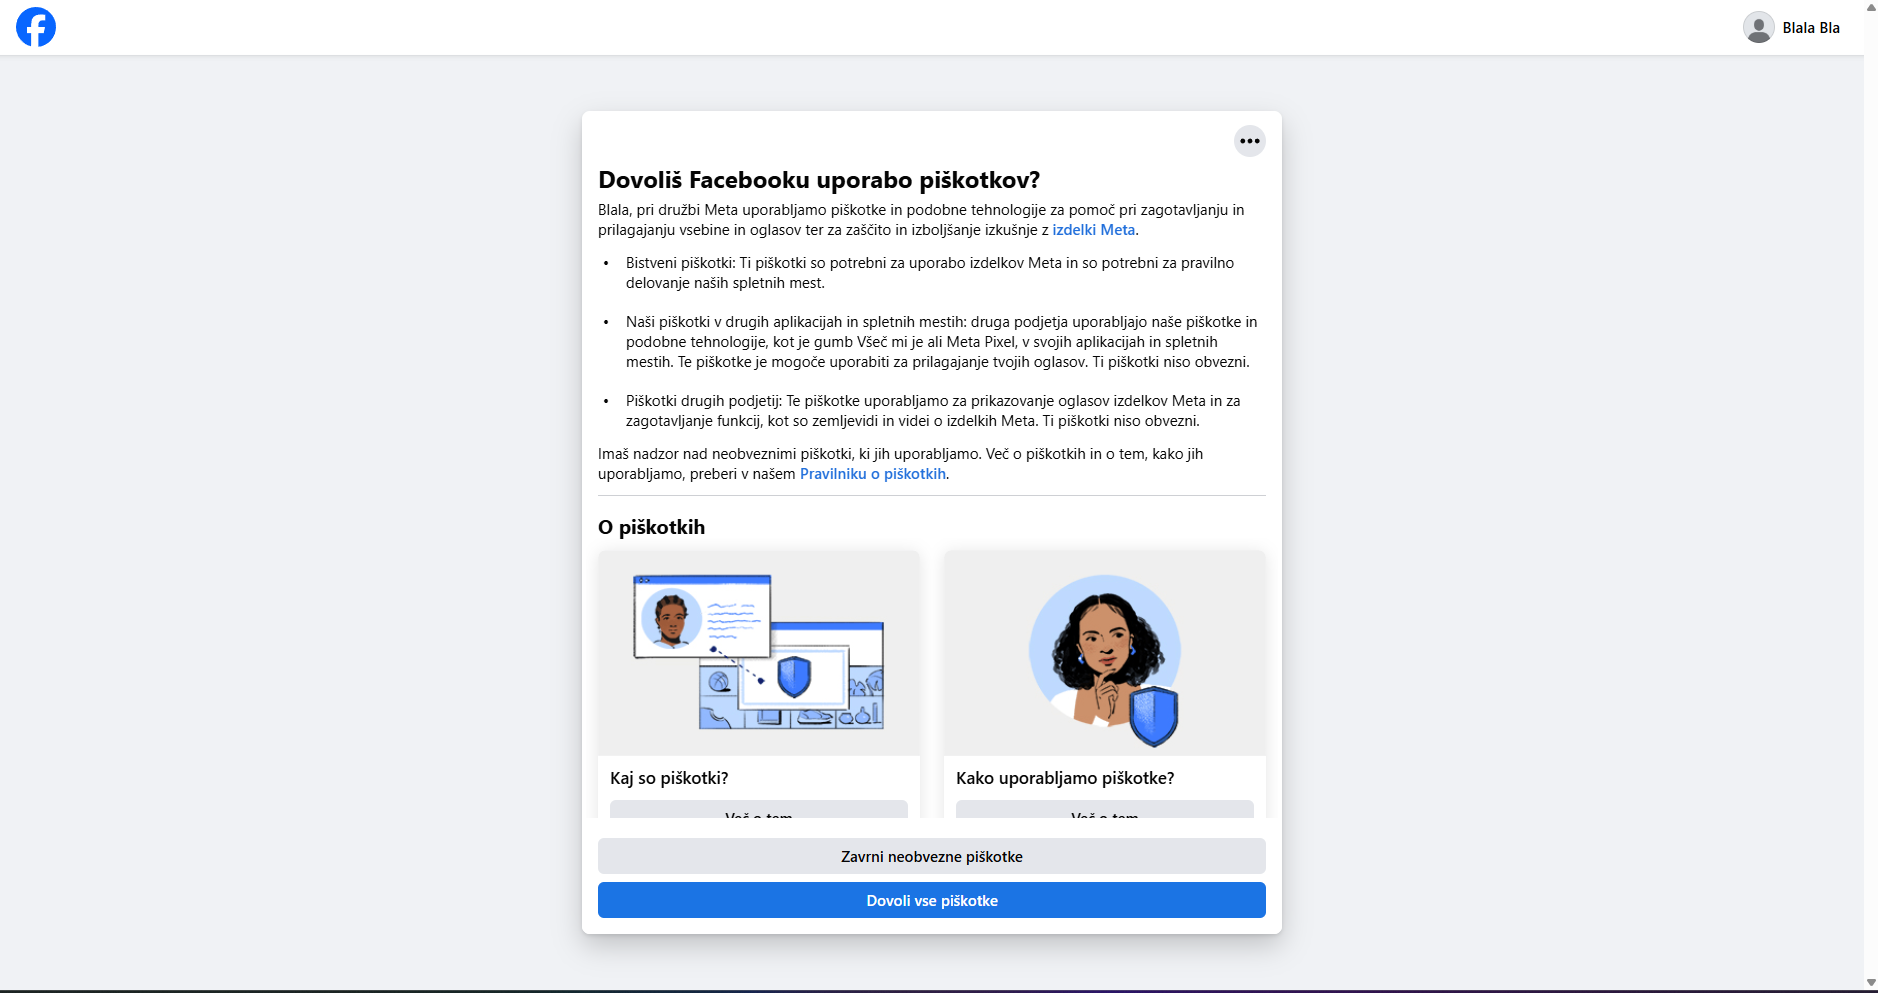 Blala Bla
Dovoliš Facebooku uporabo piškotkov?
Blala, pri družbi Meta uporabljamo piškotke in podobne tehnologije za pomoč pri zagotavljanju in
prilagajanju vsebine in oglasov ter za zaščito in izboljšanje izkušnje z izdelki Meta.
• Bistveni piškotki: Ti piškotki so potrebni za uporabo izdelkov Meta in so potrebni za pravilno
delovanje naših spletnih mest.
• Naši piškotki v drugih aplikacijah in spletnih mestih: druga podjetja uporabljajo naše piškotke in
podobne tehnologije, kot je gumb Všeč mi je ali Meta Pixel, v svojih aplikacijah in spletnih
mestih. Te piškotke je mogoče uporabiti za prilagajanje tvojih oglasov. Ti piškotki niso obvezni.
• Piškotki drugih podjetij: Te piškotke uporabljamo za prikazovanje oglasov izdelkov Meta in za
zagotavljanje funkcij, kot so zemljevidi in videi o izdelkih Meta. Ti piškotki niso obvezni.
Imaš nadzor nad neobveznimi piškotki, ki jih uporabljamo. Več o piškotkih in o tem, kako jih
uporabljamo, preberi v našem Pravilniku o piškotkih.
O piškotkih
Kaj so piškotki?
Kako uporabljamo piškotke?
Več o tem
Več o tem
Zavrni neobvezne piškotke
Dovoli vse piškotke